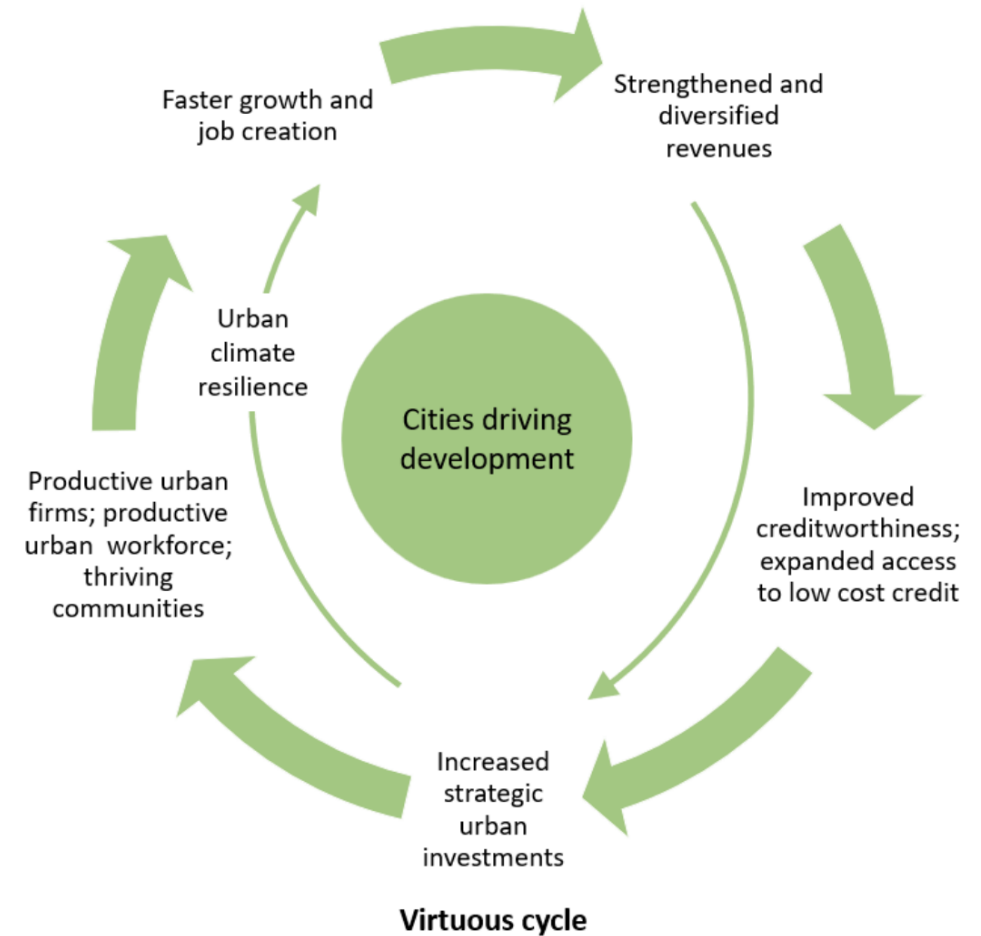 Faster growth and
job creation
Strengthened and
diversified
revenues
Improved
creditworthiness;
expanded access
to low cost credit
Increased
strategic
urban
investments
Productive urban
firms; productive
urban workforce;
thriving
communities
Urban
climate
resilience
Cities driving
development
Virtuous cycle